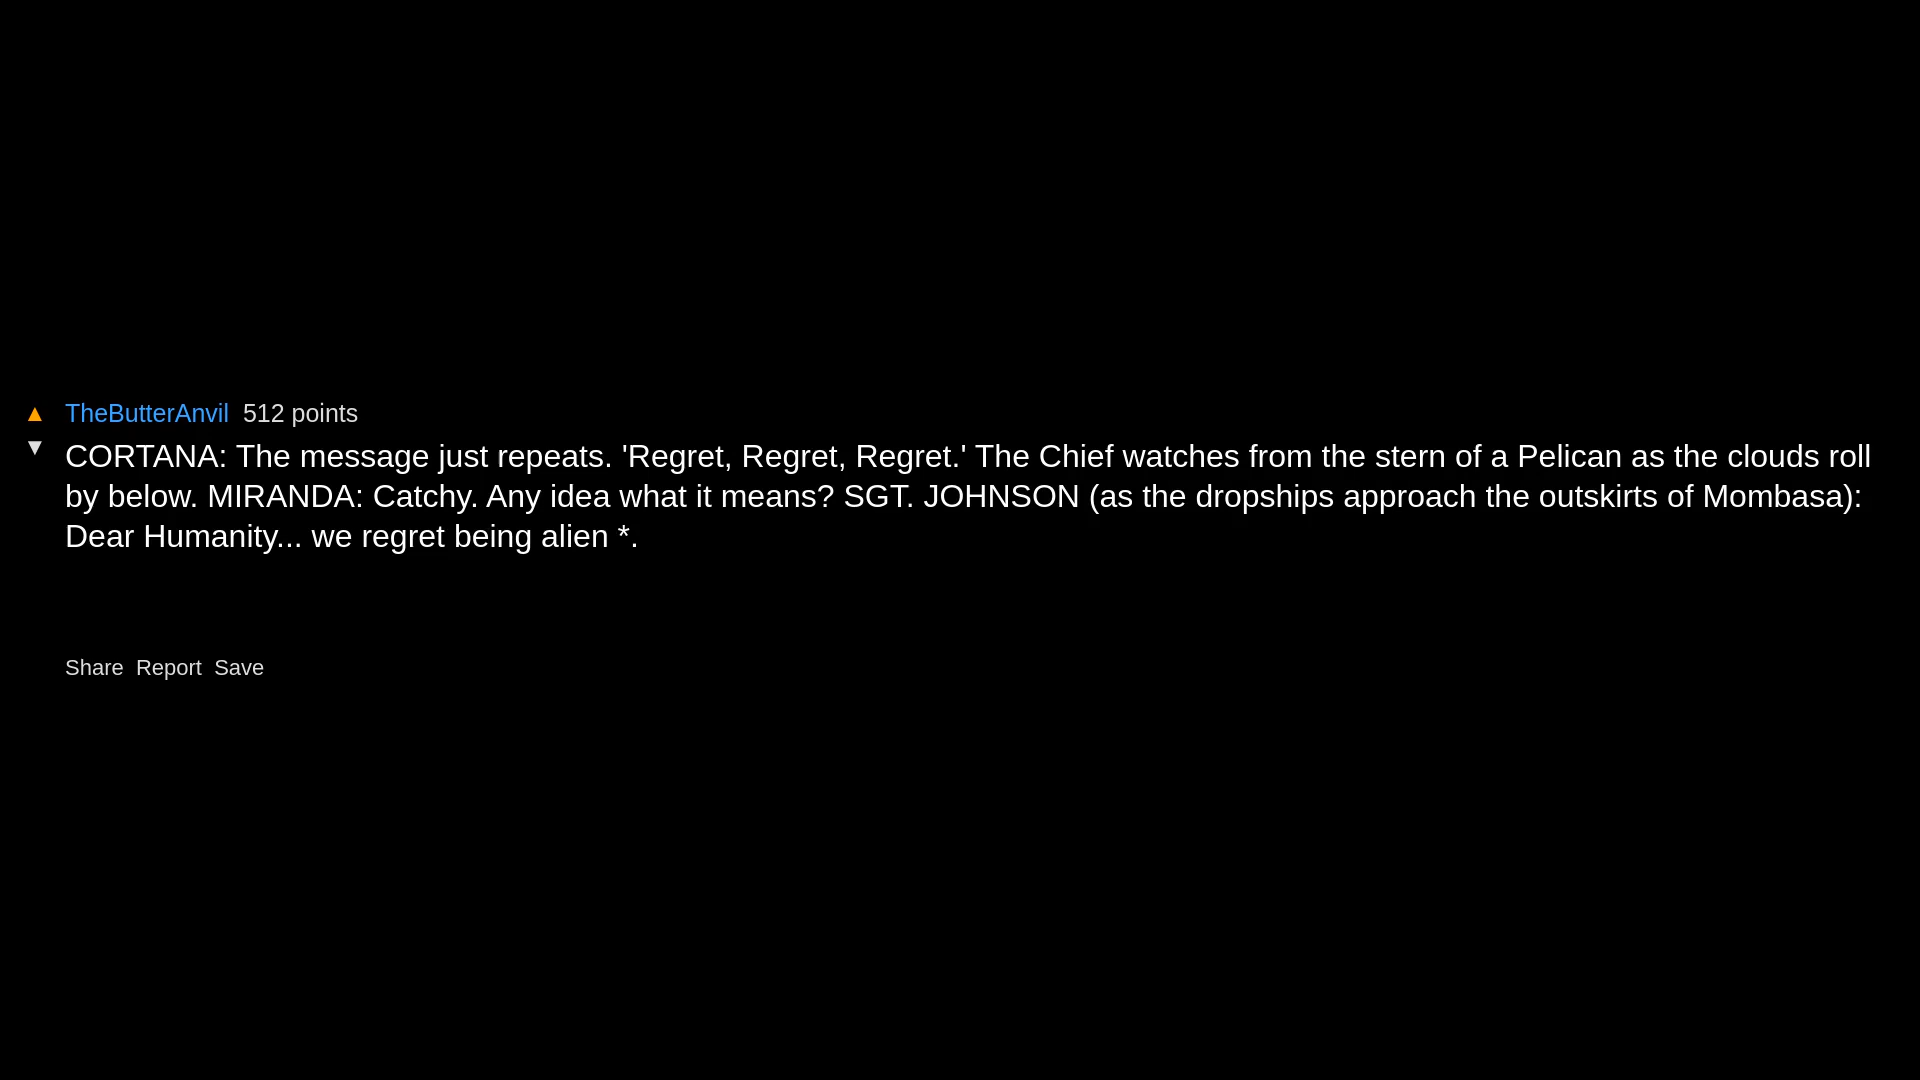 ▲ TheButterAnvil 512 points
▼ CORTANA: The message just repeats. 'Regret, Regret, Regret.' The Chief watches from the stern of a Pelican as the clouds roll
by below. MIRANDA: Catchy. Any idea what it means? SGT. JOHNSON (as the dropships approach the outskirts of Mombasa):
Dear Humanity... we regret being alien *.
Share Report Save